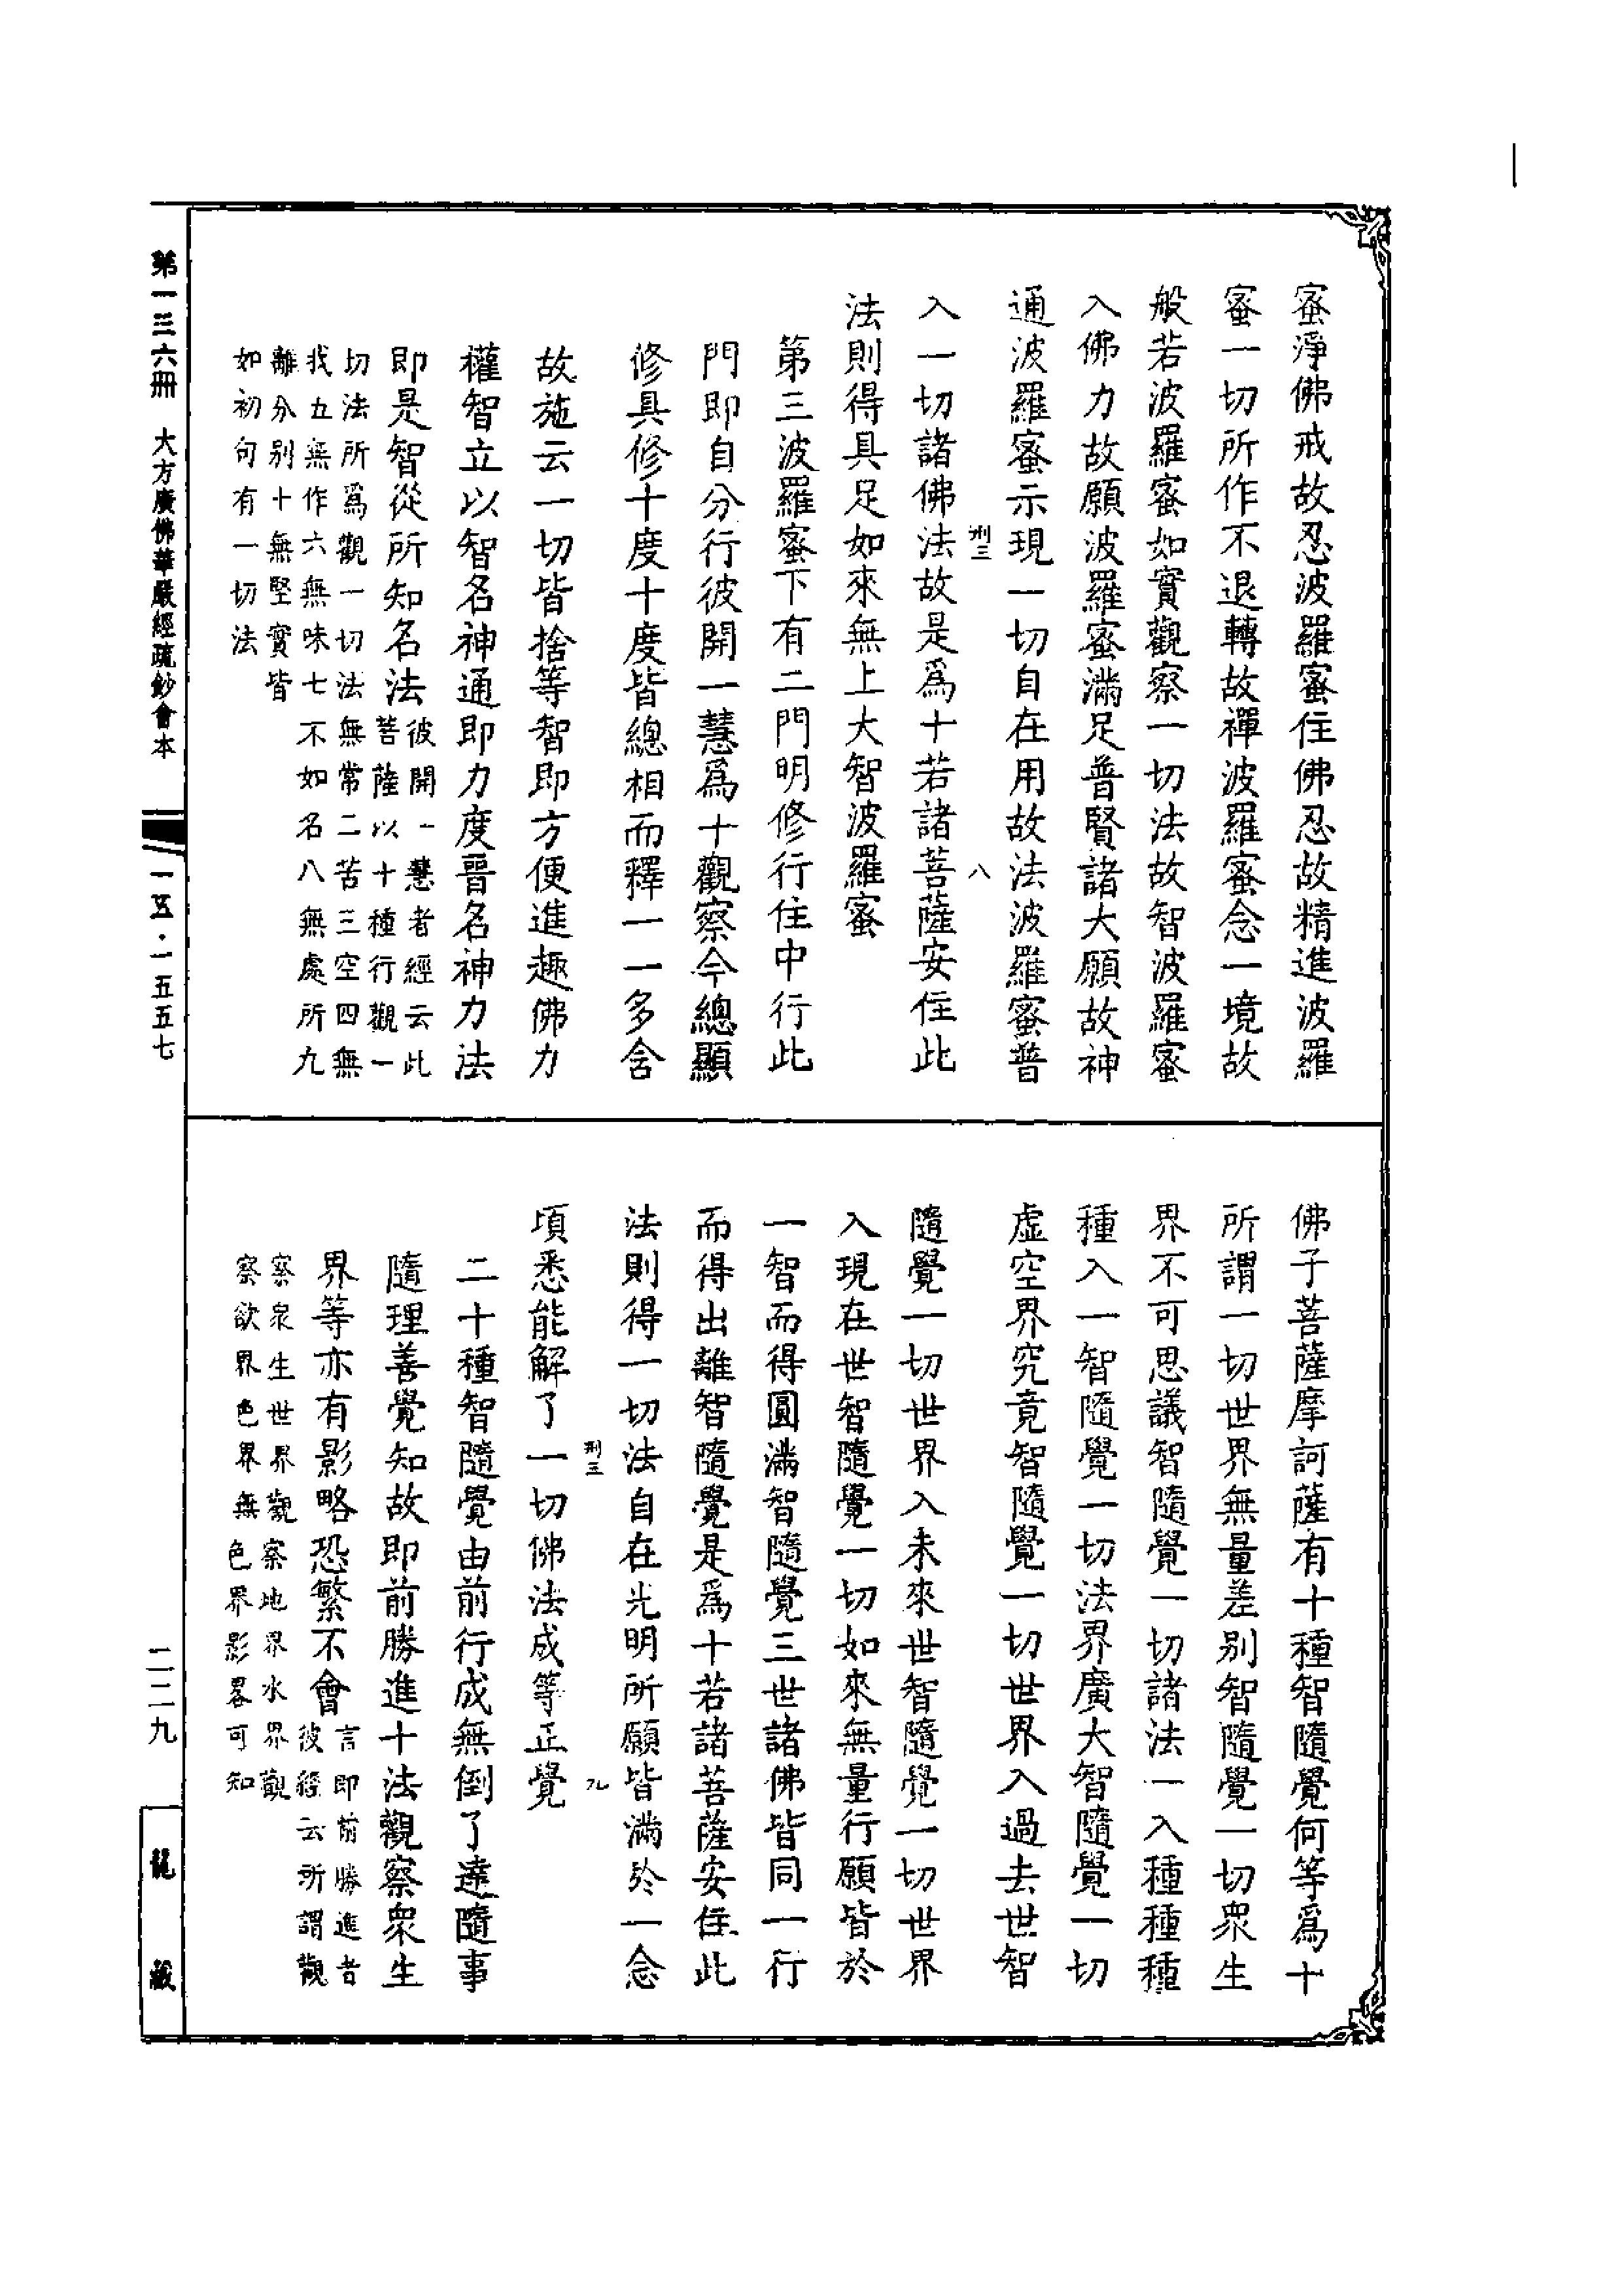 蜜淨佛戒故忍波羅蜜住佛忍故精進波羅
蜜一切所作不退轉故禪波羅蜜念一境故
般若波羅蜜如實觀察一切法故智波羅蜜
入佛力故願波羅蜜滿足普賢諸大願故神
通波羅蜜示現一切自在用故法波羅蜜普
刑三 八
入一切諸佛法故是為十若諸菩薩安住此
法則得具足如來無上大智波羅蜜
第三波羅蜜下有二門明修行住中行此
門即自分行彼開一慧為十觀察今總顯
修具修十度十度皆總相而釋一一多含
故施云一切皆捨等智即方便進趣佛力
權智立以智名神通即力度晉名神力法
即是智從所知名法
彼開一慧者經云此
菩薩以十種行觀一
切法所為觀一切法無常二苦三空四無
我五無作六無味七不如名八無處所九
離分別十無堅實皆
如初句有一切法
佛子菩薩摩訶薩有十種智隨覺何等為十
所謂一切世界無量差別智隨覺一切眾生
界不可思議智隨覺一切諸法一入種種種
種入一智隨覺一切法界廣大智隨覺一切
虛空界究竟智隨覺一切世界入過去世智
隨覺一切世界入未來世智隨覺一切世界
入現在世智隨覺一切如來無量行願皆於
一智而得圓滿智隨覺三世諸佛皆同一行
而得出離智隨覺是為十若諸菩薩安住此
法則得一切法自在光明所願皆滿於一念
刑三 九
頃悉能解了一切佛法成等正覺
二十種智隨覺由前行成無倒了達隨事
隨理善覺知故即前勝進十法觀察眾生
界等亦有影略恐繁不會
言即前勝進者
彼經云所謂觀
察眾生世界觀察地界水界觀
察欲界色界無色界影畧可知
第一三六冊 大方廣佛華嚴經疏鈔會本 一五·一五五七
二二九
龍藏